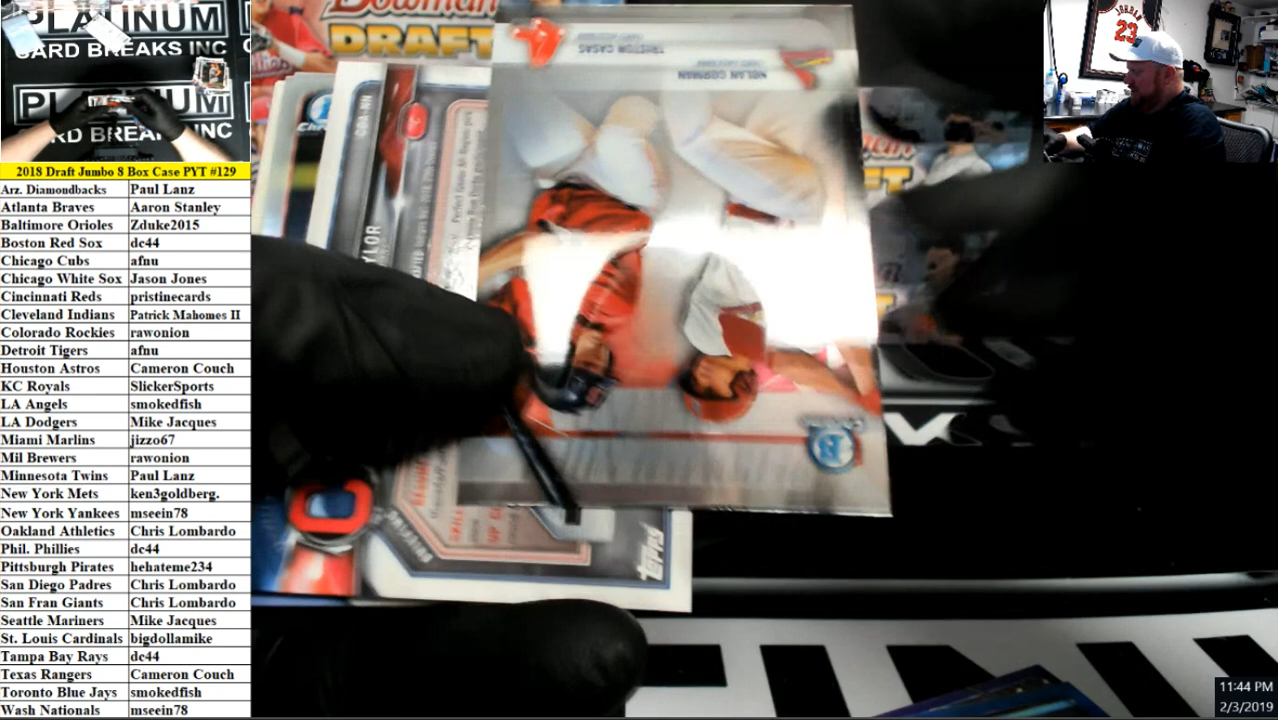 PLATINUM
CARD BREAKS INC
PLATINUM
CARD BREAKS INC
2018 Draft Jumbo 8 Box Case PYT #129
Arz. Diamondbacks Paul Lanz
Atlanta Braves Aaron Stanley
Baltimore Orioles Zduke2015
Boston Red Sox dc44
Chicago Cubs afnu
Chicago White Sox Jason Jones
Cincinnati Reds pristinecards
Cleveland Indians Patrick Mahomes II
Colorado Rockies rawonion
Detroit Tigers afnu
Houston Astros Cameron Couch
KC Royals SlickerSports
LA Angels smokedfish
LA Dodgers Mike Jacques
Miami Marlins jizzo67
Mil Brewers rawonion
Minnesota Twins Paul Lanz
New York Mets ken3goldberg.
New York Yankees mseein78
Oakland Athletics Chris Lombardo
Phil. Phillies dc44
Pittsburgh Pirates hehateme234
San Diego Padres Chris Lombardo
San Fran Giants Chris Lombardo
Seattle Mariners Mike Jacques
St. Louis Cardinals bigdollamike
Tampa Bay Rays dc44
Texas Rangers Cameron Couch
Toronto Blue Jays smokedfish
Wash Nationals mseein78
Bowman
DRAFT
TRISTON CASAS
NOLAN GORMAN
YLOR
TOPPS
JORDAN
23
11:44 PM
2/3/2019